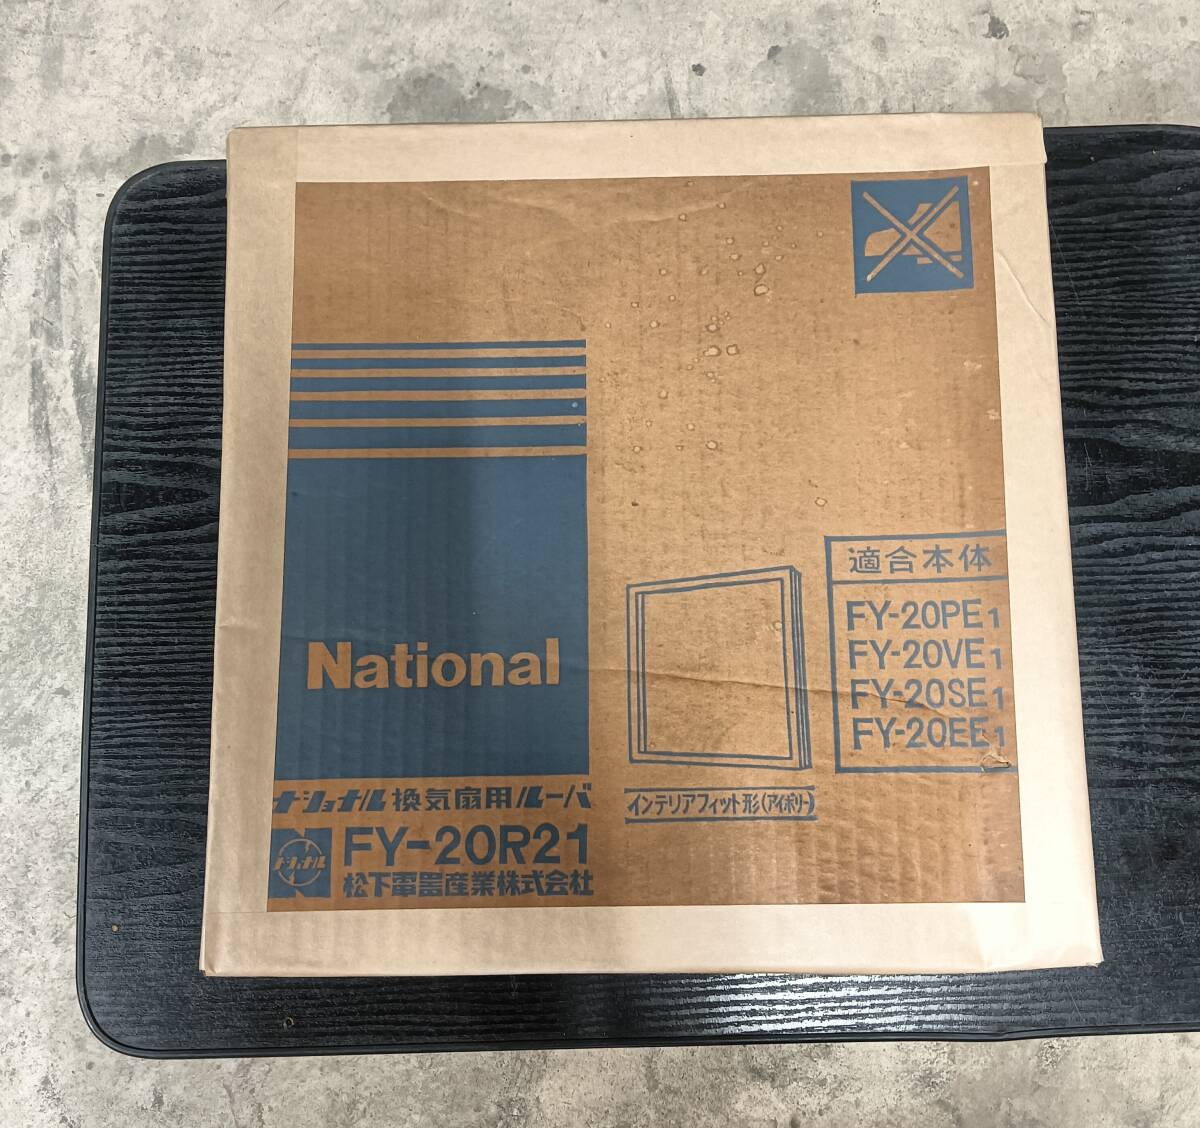 National
ナショナル換気扇用ルーバ
ナショナル
FY-20R21
松下電器産業株式会社
インテリアフィット形(アイボリー)
適合本体
FY-20PE1
FY-20VE1
FY-20SE1
FY-20EE1